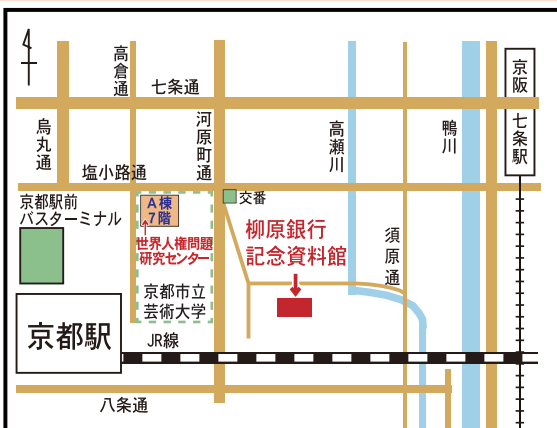 高倉通
七条通
京阪
七条駅
烏丸通
河原町通
高瀬川
鴨川
塩小路通
京都駅前
バスターミナル
A棟
7階
交番
世界人権問題
研究センター
柳原銀行
記念資料館
須原通
京都市立
芸術大学
京都駅
JR線
八条通